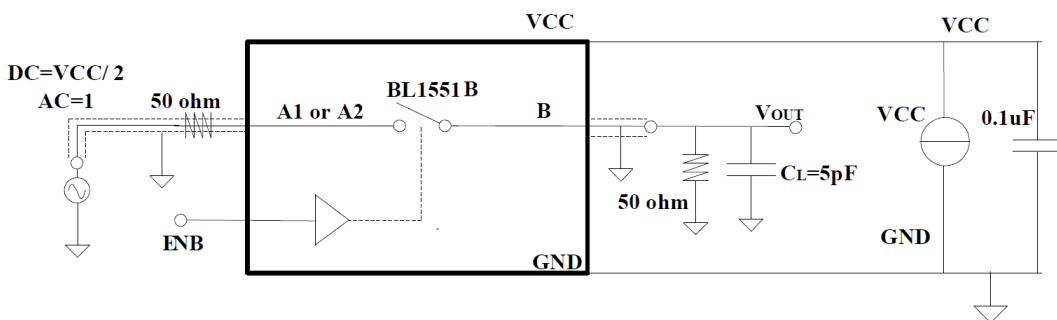 VCC
VCC
DC=VCC/ 2
AC=1
50 ohm
A1 or A2
BL1551B
B
VOUT
VCC
0.1uF
50 ohm
CL=5pF
ENB
GND
GND